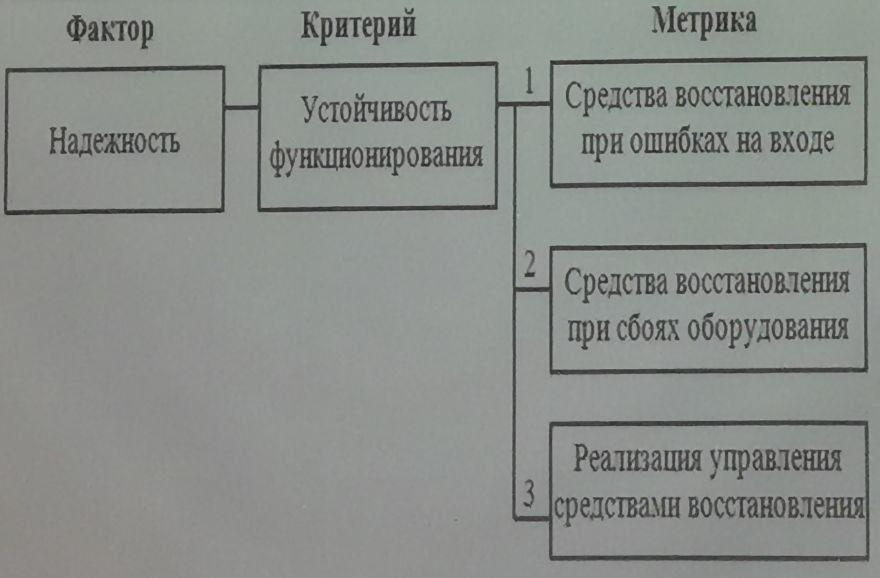 Фактор
Критерий
Метрика
Надежность
Устойчивость
функционирования
1
Средства восстановления
при ошибках на входе
2
Средства восстановления
при сбоях оборудования
3
Реализация управления
средствами восстановления